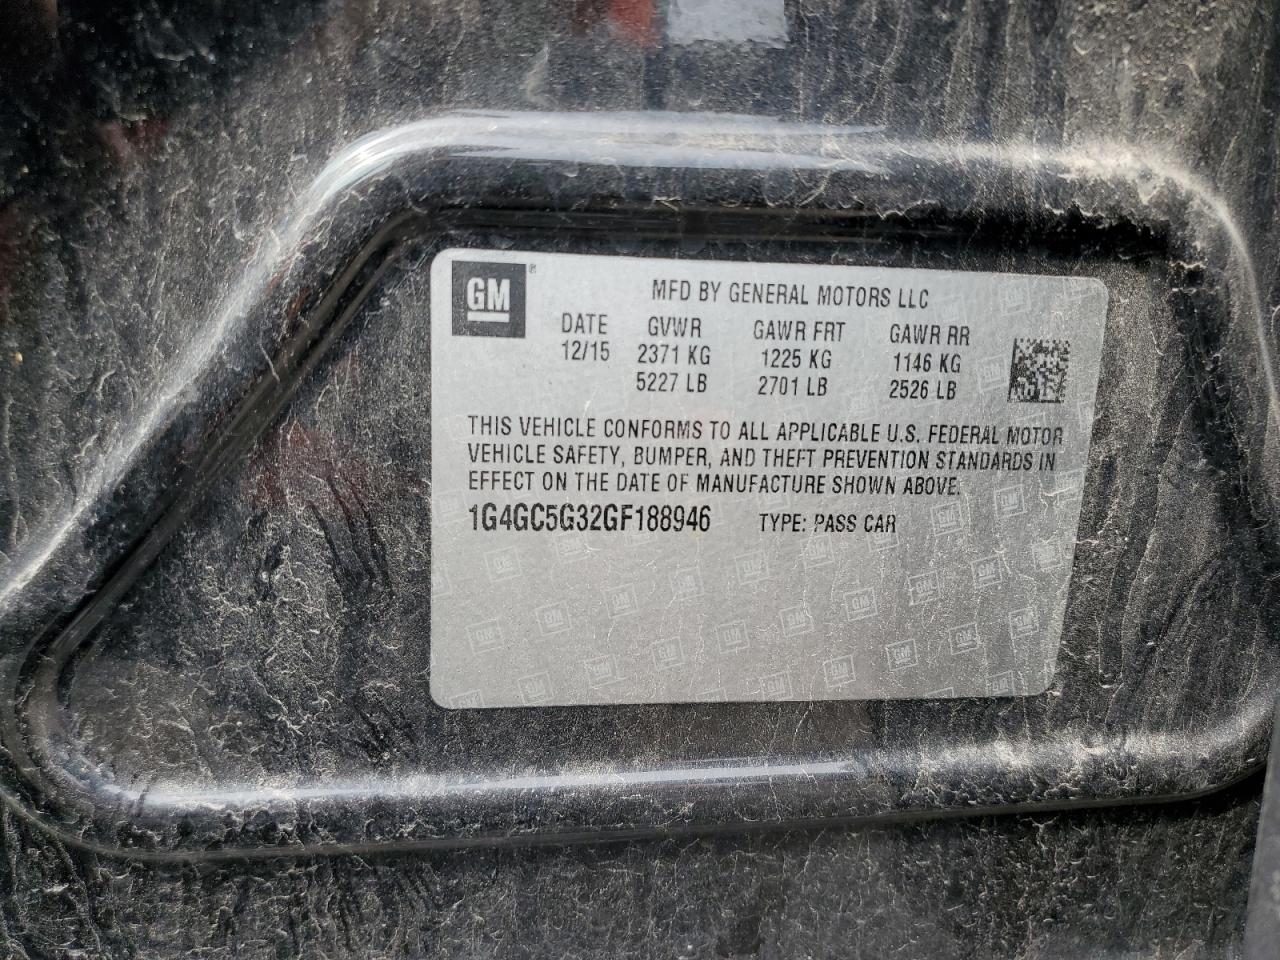 GM ®
MFD BY GENERAL MOTORS LLC
DATE GVWR GAWR FRT GAWR RR
12/15 2371 KG 1225 KG 1146 KG
5227 LB 2701 LB 2526 LB
THIS VEHICLE CONFORMS TO ALL APPLICABLE U.S. FEDERAL MOTOR
VEHICLE SAFETY, BUMPER, AND THEFT PREVENTION STANDARDS IN
EFFECT ON THE DATE OF MANUFACTURE SHOWN ABOVE.
1G4GC5G32GF188946 TYPE: PASS CAR